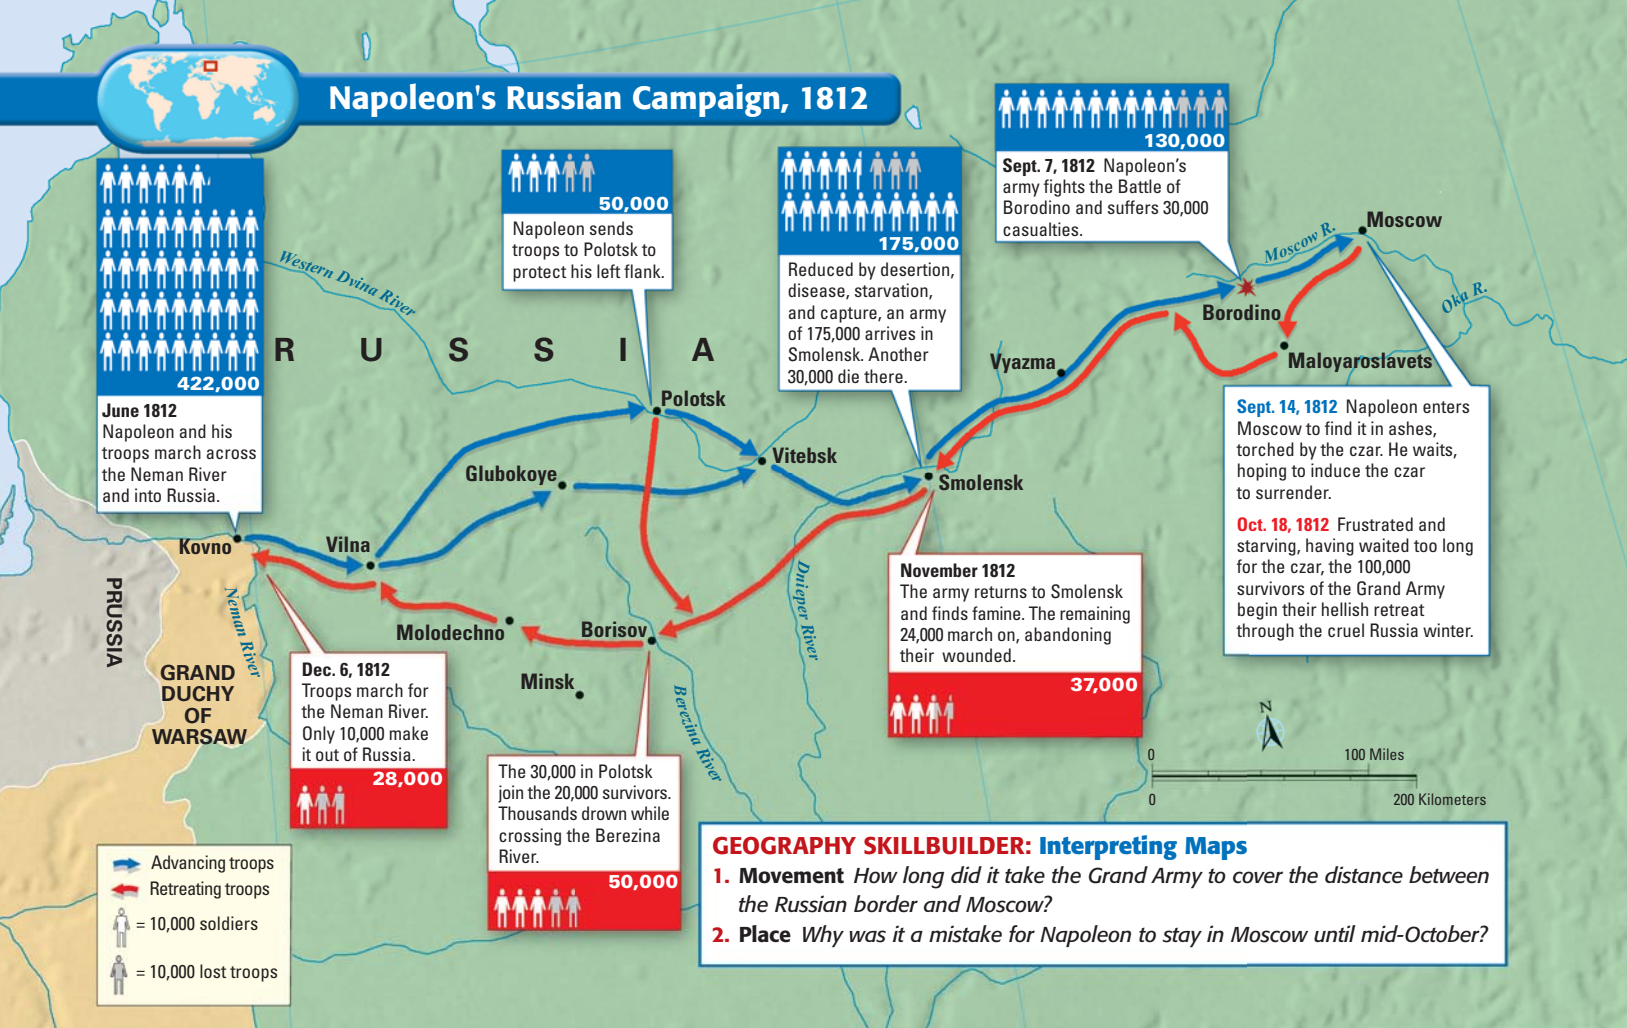 Napoleon's Russian Campaign, 1812
422,000
June 1812
Napoleon and his
troops march across
the Neman River
and into Russia.
50,000
Napoleon sends
troops to Polotsk to
protect his left flank.
175,000
Reduced by desertion,
disease, starvation,
and capture, an army
of 175,000 arrives in
Smolensk. Another
30,000 die there.
130,000
Sept. 7, 1812 Napoleon's
army fights the Battle of
Borodino and suffers 30,000
casualties.
Moscow
Moscow R.
Oka R.
Borodino
Maloyaroslavets
Vyazma
Western Dvina River
RUSSIA
Polotsk
Vitebsk
Glubokoye
Smolensk
Kovno
Vilna
Sept. 14, 1812 Napoleon enters
Moscow to find it in ashes,
torched by the czar. He waits,
hoping to induce the czar
to surrender.
Oct. 18, 1812 Frustrated and
starving, having waited too long
for the czar, the 100,000
survivors of the Grand Army
begin their hellish retreat
through the cruel Russia winter.
PRUSSIA
Neman River
GRAND
DUCHY
OF
WARSAW
Molodechno
Borisov
Minsk
Berezina River
Dnieper River
November 1812
The army returns to Smolensk
and finds famine. The remaining
24,000 march on, abandoning
their wounded.
37,000
Dec. 6, 1812
Troops march for
the Neman River.
Only 10,000 make
it out of Russia.
28,000
The 30,000 in Polotsk
join the 20,000 survivors.
Thousands drown while
crossing the Berezina
River.
50,000
N
0 100 Miles
0 200 Kilometers
Advancing troops
Retreating troops
= 10,000 soldiers
= 10,000 lost troops
GEOGRAPHY SKILLBUILDER: Interpreting Maps
1. Movement How long did it take the Grand Army to cover the distance between
the Russian border and Moscow?
2. Place Why was it a mistake for Napoleon to stay in Moscow until mid-October?